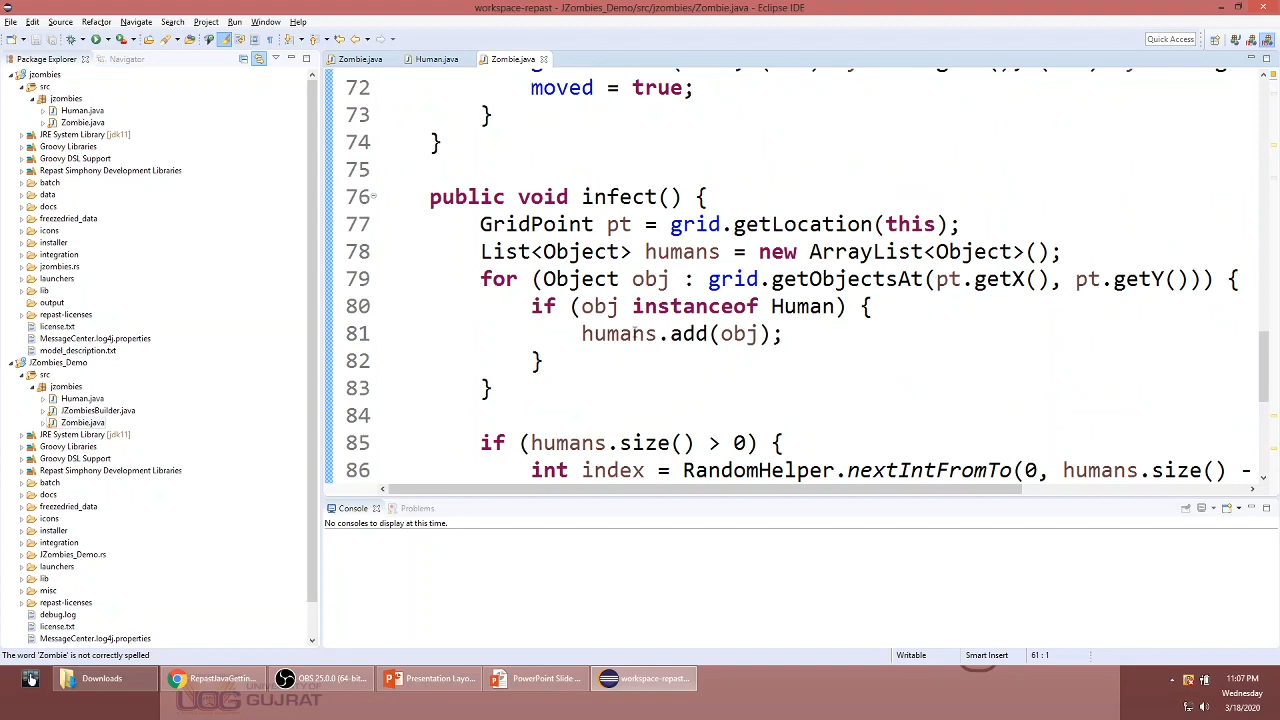 workspace-repast - JZombies_Demo/src/jzombies/Zombie.java - Eclipse IDE
File Edit Source Refactor Navigate Search Project Run Window Help
Quick Access
Package Explorer Navigator
Zombie.java Human.java Zombie.java
jzombies
src
jzombies
Human.java
Zombie.java
JRE System Library [jdk11]
Groovy Libraries
Groovy DSL Support
Repast Simphony Development Libraries
batch
data
docs
freezedried_data
icons
installer
integration
jzombies.rs
launchers
lib
output
repast-licenses
license.txt
MessageCenter.log4j.properties
model_description.txt
JZombies_Demo
src
jzombies
Human.java
JZombiesBuilder.java
Zombie.java
JRE System Library [jdk11]
Groovy Libraries
Groovy DSL Support
Repast Simphony Development Libraries
batch
data
docs
freezedried_data
icons
installer
integration
JZombies_Demo.rs
launchers
lib
misc
repast-licenses
debug.log
license.txt
MessageCenter.log4j.properties
72 moved = true;
73 }
74 }
75
76 public void infect() {
77 GridPoint pt = grid.getLocation(this);
78 List<Object> humans = new ArrayList<Object>();
79 for (Object obj : grid.getObjectsAt(pt.getX(), pt.getY())) {
80 if (obj instanceof Human) {
81 humans.add(obj);
82 }
83 }
84
85 if (humans.size() > 0) {
86 int index = RandomHelper.nextIntFromTo(0, humans.size() -
Console Problems
No consoles to display at this time.
The word 'Zombie' is not correctly spelled Writable Smart Insert 61 : 1
Downloads RepastJavaGettin... OBS 25.0.0 (64-bit... Presentation Layo... PowerPoint Slide ... workspace-repast...
11:07 PM
Wednesday
3/18/2020
UNIVERSITY OF
GUJRAT